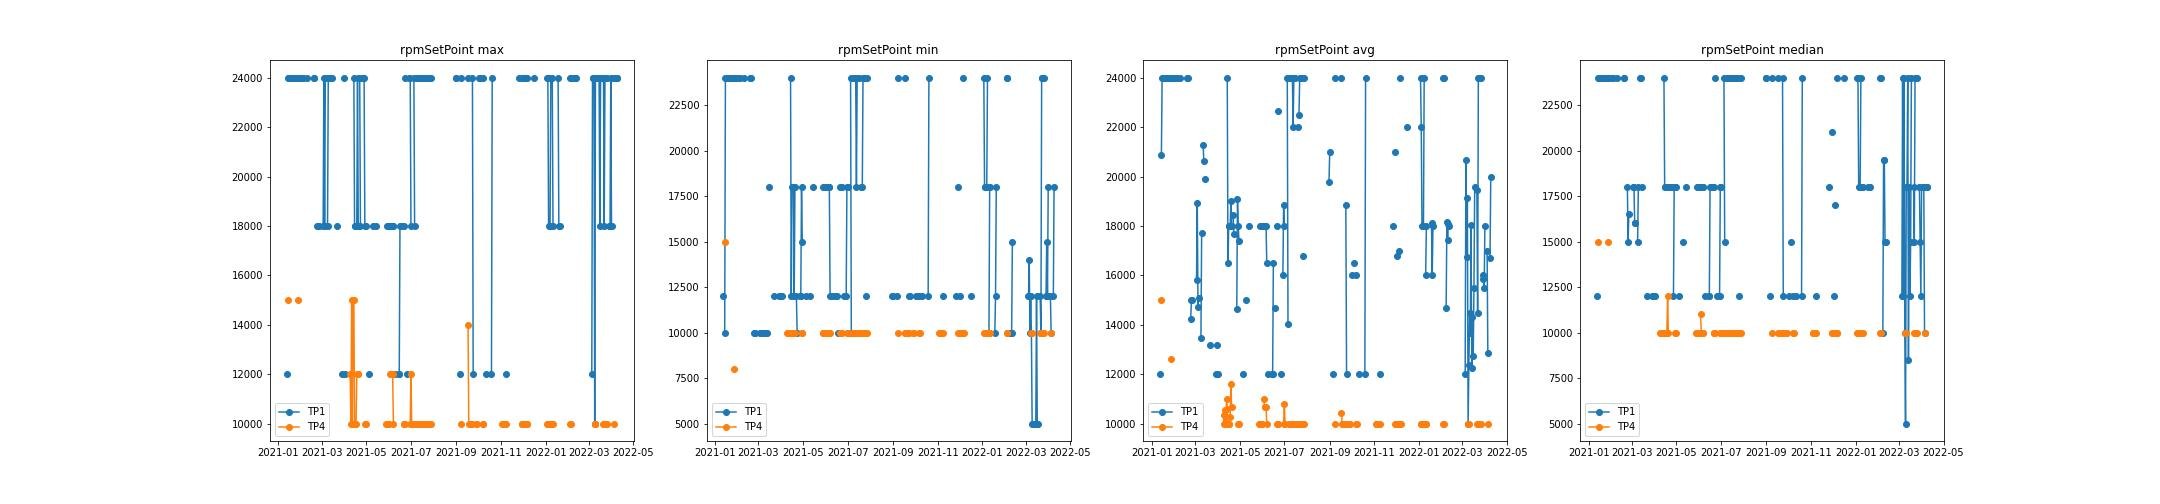 rpmSetPoint max
24000
22000
20000
18000
16000
14000
12000
10000
TP1
TP4
2021-01 2021-03 2021-05 2021-07 2021-09 2021-11 2022-01 2022-03 2022-05
rpmSetPoint min
22500
20000
17500
15000
12500
10000
7500
5000
TP1
TP4
2021-01 2021-03 2021-05 2021-07 2021-09 2021-11 2022-01 2022-03 2022-05
rpmSetPoint avg
24000
22000
20000
18000
16000
14000
12000
10000
TP1
TP4
2021-01 2021-03 2021-05 2021-07 2021-09 2021-11 2022-01 2022-03 2022-05
rpmSetPoint median
22500
20000
17500
15000
12500
10000
7500
5000
TP1
TP4
2021-01 2021-03 2021-05 2021-07 2021-09 2021-11 2022-01 2022-03 2022-05